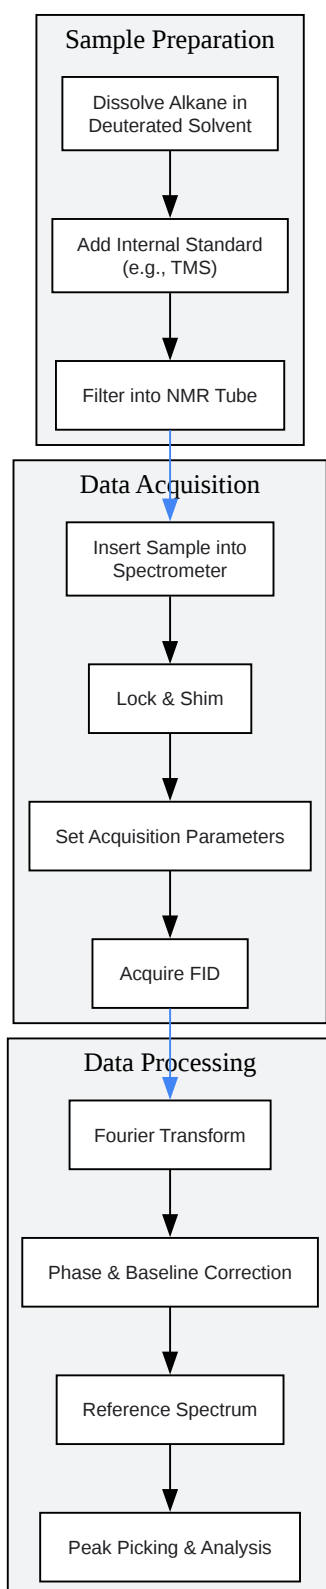 Sample Preparation
Dissolve Alkane in
Deuterated Solvent
Add Internal Standard
(e.g., TMS)
Filter into NMR Tube
Data Acquisition
Insert Sample into
Spectrometer
Lock & Shim
Set Acquisition Parameters
Acquire FID
Data Processing
Fourier Transform
Phase & Baseline Correction
Reference Spectrum
Peak Picking & Analysis